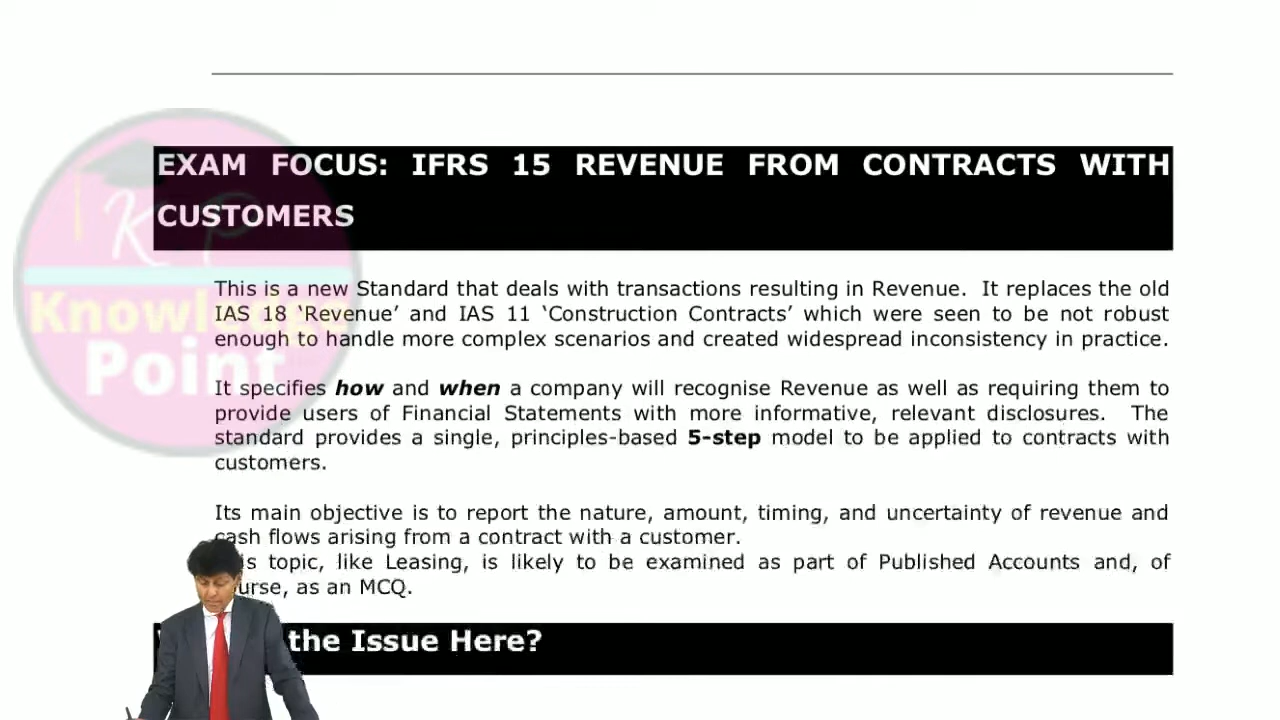 EXAM FOCUS: IFRS 15 REVENUE FROM CONTRACTS WITH
CUSTOMERS
KP
Knowledge
Point
This is a new Standard that deals with transactions resulting in Revenue. It replaces the old
IAS 18 ‘Revenue’ and IAS 11 ‘Construction Contracts’ which were seen to be not robust
enough to handle more complex scenarios and created widespread inconsistency in practice.
It specifies how and when a company will recognise Revenue as well as requiring them to
provide users of Financial Statements with more informative, relevant disclosures. The
standard provides a single, principles-based 5-step model to be applied to contracts with
customers.
Its main objective is to report the nature, amount, timing, and uncertainty of revenue and
cash flows arising from a contract with a customer.
topic, like Leasing, is likely to be examined as part of Published Accounts and, of
as an MCQ.
the Issue Here?